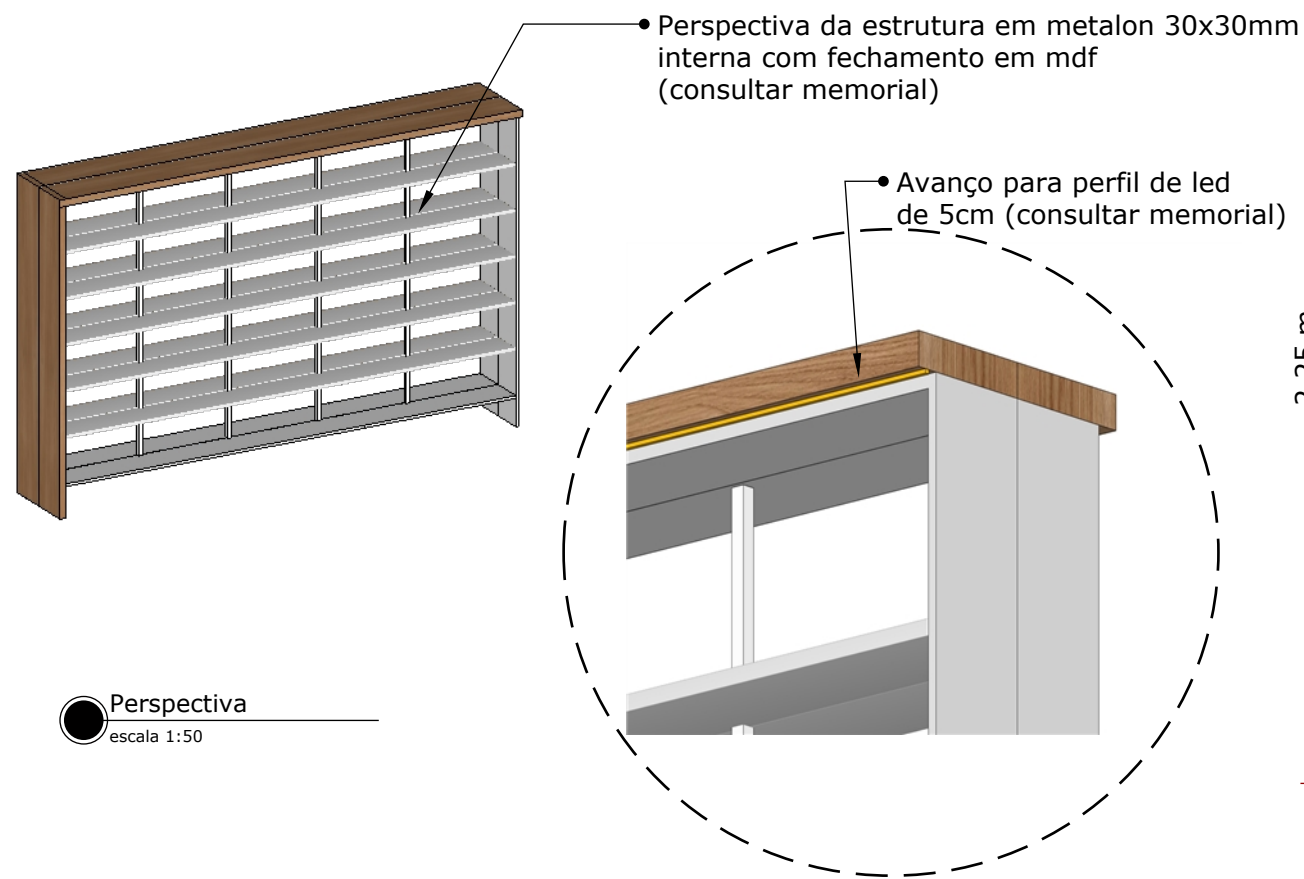 Perspectiva da estrutura em metalon 30x30mm
interna com fechamento em mdf
(consultar memorial)
Avanço para perfil de led
de 5cm (consultar memorial)
Perspectiva
escala 1:50